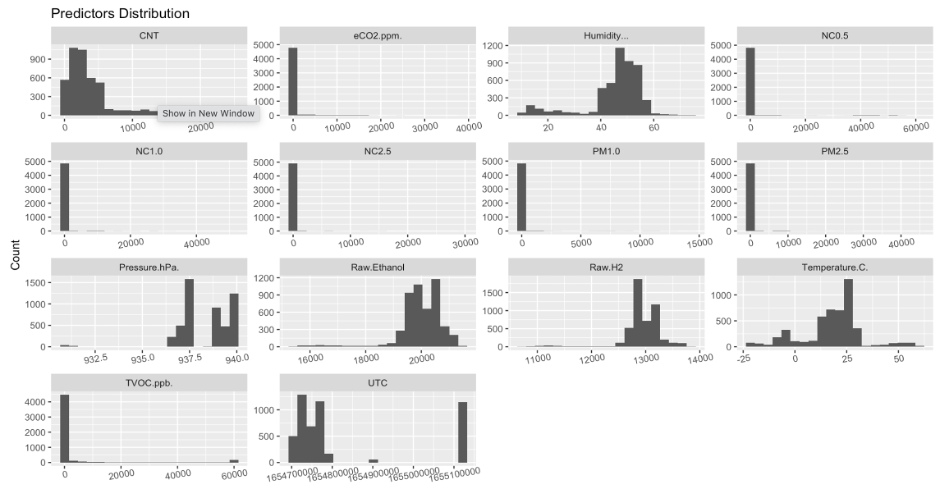 Predictors Distribution
CNT eCO2.ppm. Humidity... NC0.5
900 5000 1200 5000
600 4000 900 4000
300 3000 600 3000
0 2000 300 2000
1000 0 1000
0 0
0 10000 20000 0 10000 20000 30000 40000 20 40 60 0 20000 40000 60000
Show in New Window
NC1.0 NC2.5 PM1.0 PM2.5
5000 5000 5000 5000
4000 4000 4000 4000
3000 3000 3000 3000
2000 2000 2000 2000
1000 1000 1000 1000
0 0 0 0
0 20000 40000 0 10000 20000 30000 0 5000 10000 15000 0 10000 20000 30000 40000
Count
Pressure.hPa. Raw.Ethanol Raw.H2 Temperature.C.
1500 1200 1500 1000
1000 900 1000 500
500 600 500 0
0 300 0
0
932.5 935.0 937.5 940.0 16000 18000 20000 11000 12000 13000 14000 -25 0 25 50
TVOC.ppb. UTC
4000 1000
3000 500
2000 0
1000
0
0 20000 40000 60000 1654700000 1654800000 1654900000 1655000000 1655100000